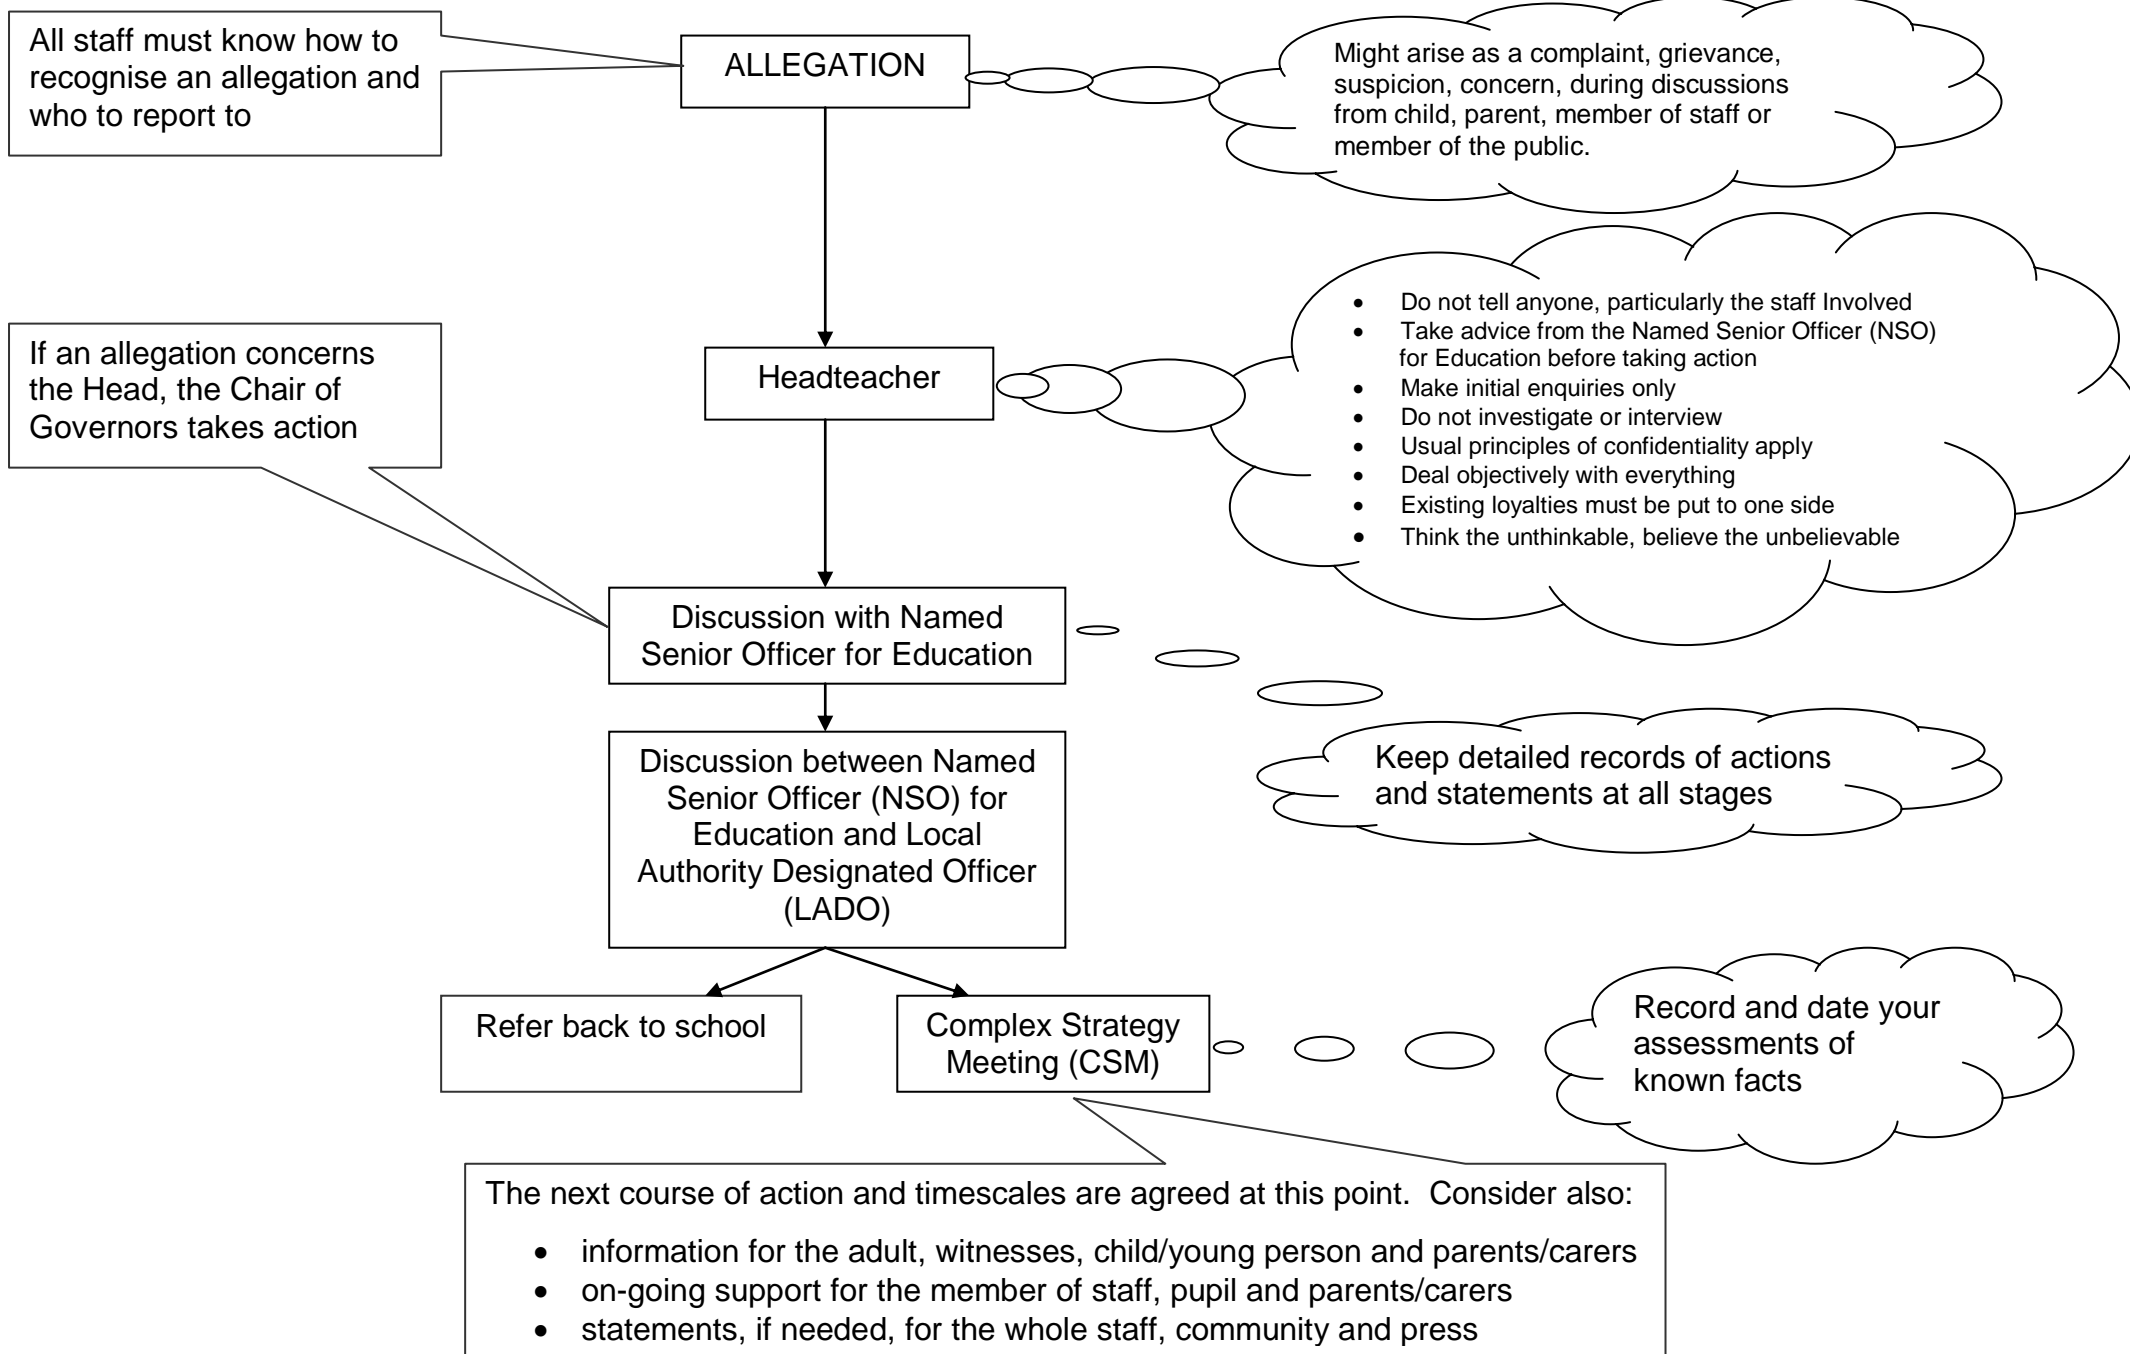 All staff must know how to
recognise an allegation and
who to report to
ALLEGATION
Might arise as a complaint, grievance,
suspicion, concern, during discussions
from child, parent, member of staff or
member of the public.
If an allegation concerns
the Head, the Chair of
Governors takes action
Headteacher
• Do not tell anyone, particularly the staff Involved
• Take advice from the Named Senior Officer (NSO)
for Education before taking action
• Make initial enquiries only
• Do not investigate or interview
• Usual principles of confidentiality apply
• Deal objectively with everything
• Existing loyalties must be put to one side
• Think the unthinkable, believe the unbelievable
Discussion with Named
Senior Officer for Education
Keep detailed records of actions
and statements at all stages
Discussion between Named
Senior Officer (NSO) for
Education and Local
Authority Designated Officer
(LADO)
Refer back to school
Complex Strategy
Meeting (CSM)
Record and date your
assessments of
known facts
The next course of action and timescales are agreed at this point.  Consider also:
• information for the adult, witnesses, child/young person and parents/carers
• on-going support for the member of staff, pupil and parents/carers
• statements, if needed, for the whole staff, community and press